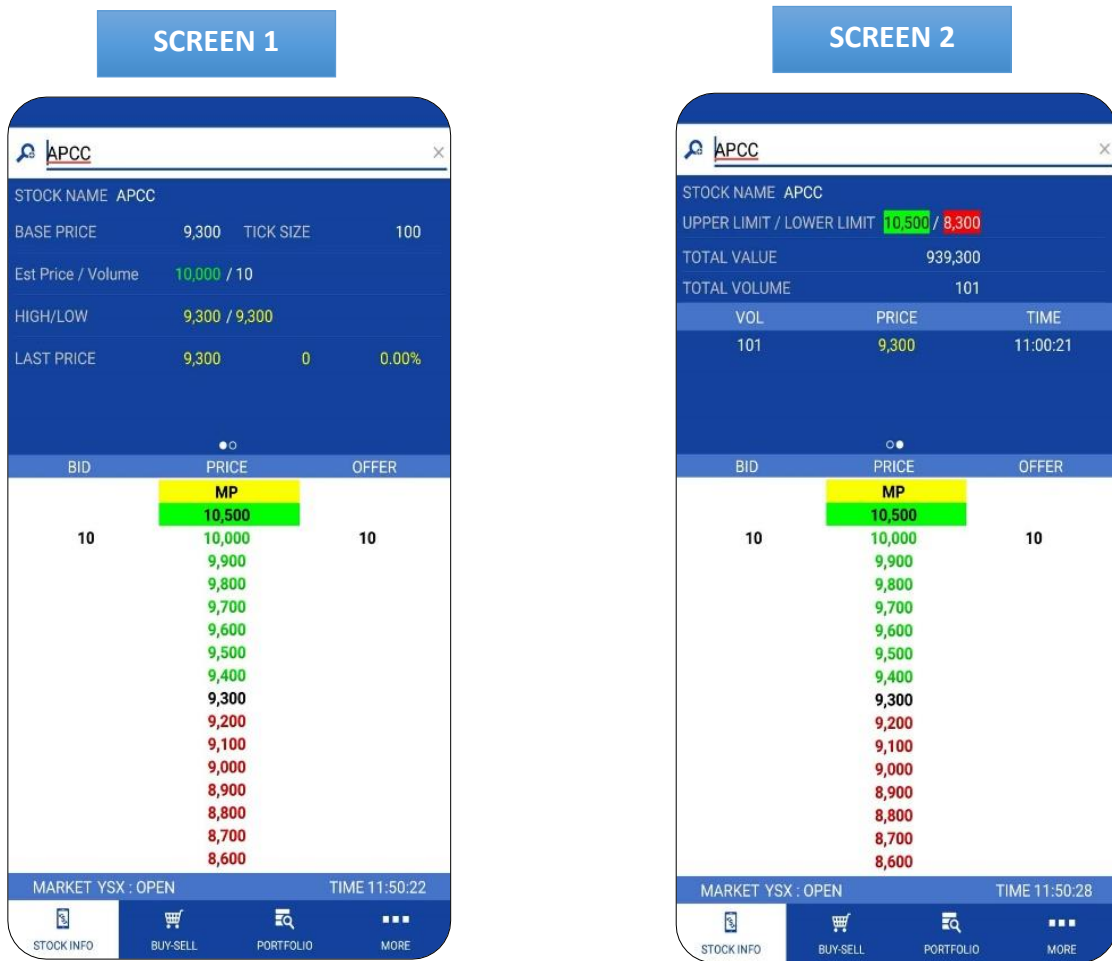 SCREEN 1
APCC ×
STOCK NAME APCC
BASE PRICE 9,300 TICK SIZE 100
Est Price / Volume 10,000 / 10
HIGH/LOW 9,300 / 9,300
LAST PRICE 9,300 0 0.00%
BID PRICE OFFER
MP
10,500
10 10,000 10
9,900
9,800
9,700
9,600
9,500
9,400
9,300
9,200
9,100
9,000
8,900
8,800
8,700
8,600
MARKET YSX : OPEN TIME 11:50:22
STOCK INFO BUY-SELL PORTFOLIO MORE
SCREEN 2
APCC ×
STOCK NAME APCC
UPPER LIMIT / LOWER LIMIT 10,500 / 8,300
TOTAL VALUE 939,300
TOTAL VOLUME 101
VOL PRICE TIME
101 9,300 11:00:21
BID PRICE OFFER
MP
10,500
10 10,000 10
9,900
9,800
9,700
9,600
9,500
9,400
9,300
9,200
9,100
9,000
8,900
8,800
8,700
8,600
MARKET YSX : OPEN TIME 11:50:28
STOCK INFO BUY-SELL PORTFOLIO MORE